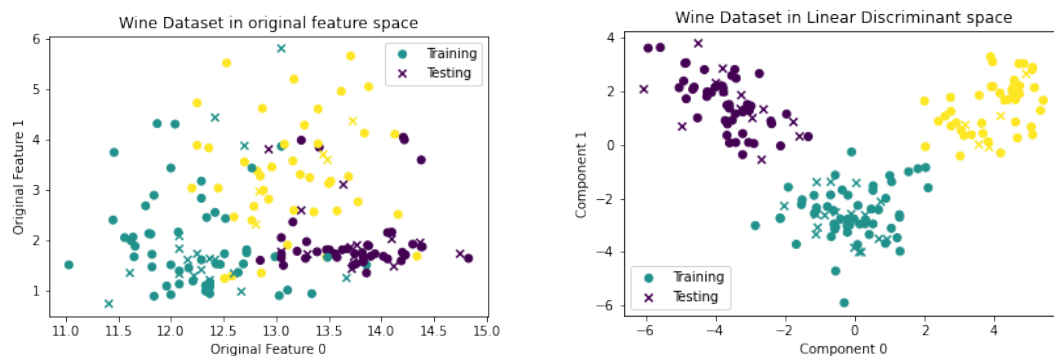 Wine Dataset in original feature space
Original Feature 1
6
5
4
3
2
1
Training
Testing
11.0 11.5 12.0 12.5 13.0 13.5 14.0 14.5 15.0
Original Feature 0
Wine Dataset in Linear Discriminant space
Component 1
4
2
0
−2
−4
−6
Training
Testing
−6 −4 −2 0 2 4
Component 0